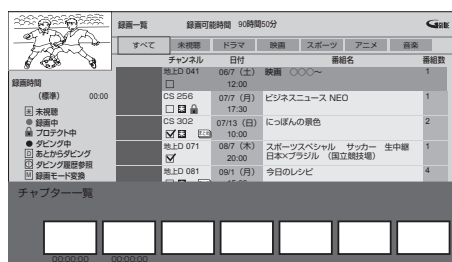 録画一覧 録画可能時間 90時間50分 GガイドE
すべて 未視聴 ドラマ 映画 スポーツ アニメ 音楽
チャンネル 日付 番組名 番組数
地上D 041 06/7（土） 映画 ○○○～ 1
12:00
録画時間
（標準） 00:00
CS 256 07/7（月） ビジネスニュース NEO 1
17:30
未視聴
録画中
プロテクト中
ダビング中
あとからダビング
ダビング履歴参照
録画モード変換
CS 302 07/13（日） にっぽんの景色 2
10:00
地上D 071 08/7（木） スポーツスペシャル サッカー 生中継 1
20:00 日本×ブラジル （国立競技場）
地上D 081 09/1（月） 今日のレシピ 4
チャプター一覧
00:00:00 00:00:00